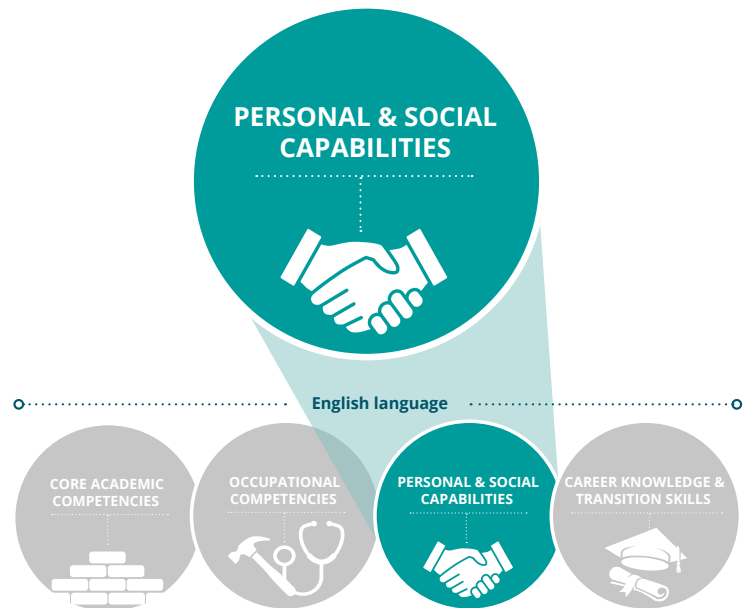 PERSONAL & SOCIAL
CAPABILITIES
English language
CORE ACADEMIC
COMPETENCIES
OCCUPATIONAL
COMPETENCIES
PERSONAL & SOCIAL
CAPABILITIES
CAREER KNOWLEDGE &
TRANSITION SKILLS